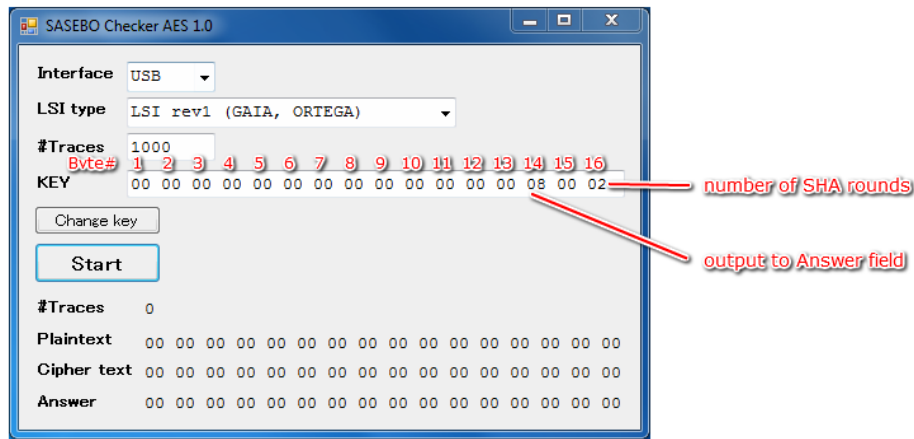 SASEBO Checker AES 1.0
Interface USB
LSI type LSI rev1 (GAIA, ORTEGA)
#Traces 1000
Byte# 1 2 3 4 5 6 7 8 9 10 11 12 13 14 15 16
KEY 00 00 00 00 00 00 00 00 00 00 00 00 00 08 00 02
number of SHA rounds
Change key
output to Answer field
Start
#Traces 0
Plaintext 00 00 00 00 00 00 00 00 00 00 00 00 00 00 00 00
Cipher text 00 00 00 00 00 00 00 00 00 00 00 00 00 00 00 00
Answer 00 00 00 00 00 00 00 00 00 00 00 00 00 00 00 00